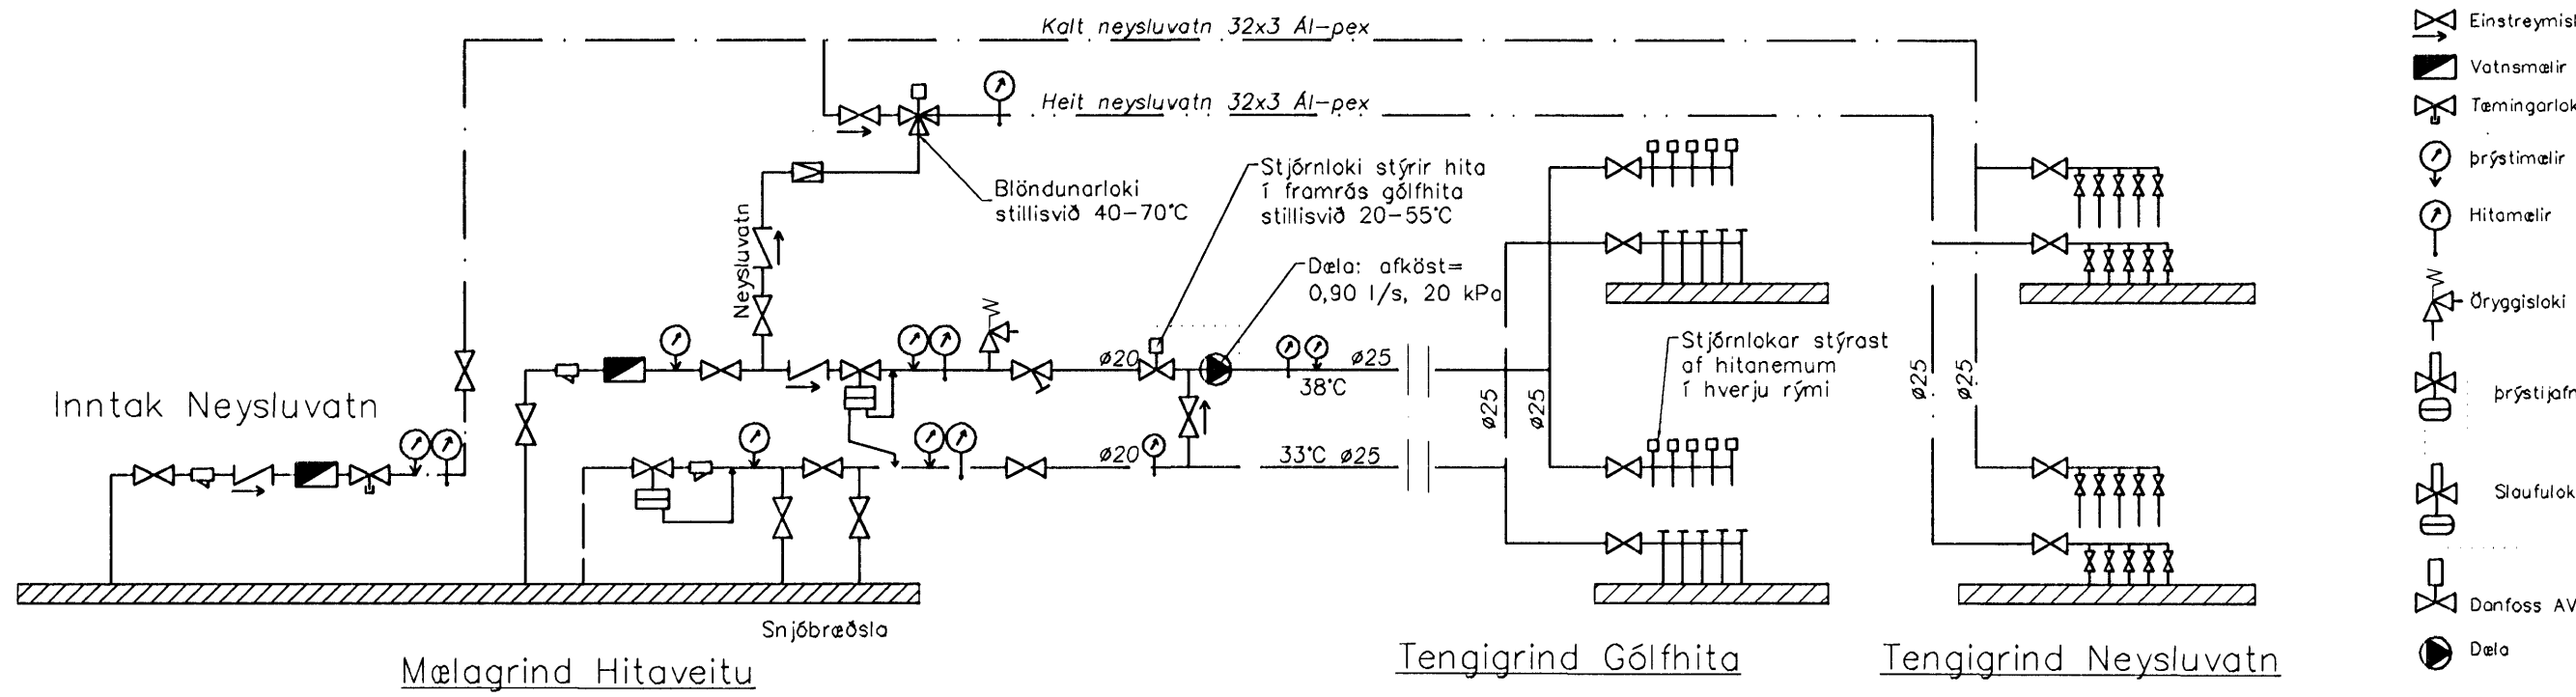 Kalt neysluvatn 32x3 Ál-pex
Heit neysluvatn 32x3 Ál-pex
Blöndunarloki
stillisvið 40-70°C
Stjórnloki stýrir hita
í framrás gólfhita
stillisvið 20-55°C
Dæla: afköst=
0,90 l/s, 20 kPa
Neysluvatn
Stjórnlokar stýrast
af hitanemum
í hverju rými
ø20
ø25
38°C
ø20
33°C ø25
ø25
ø25
ø25
ø25
Inntak Neysluvatn
Snjóbræðsla
Mælagrind Hitaveitu
Tengigrind Gólfhita
Tengigrind Neysluvatn
Vatnsmælir
þrýstimælir
Hitamælir
Öryggisloki
Danfoss AV
Dæla